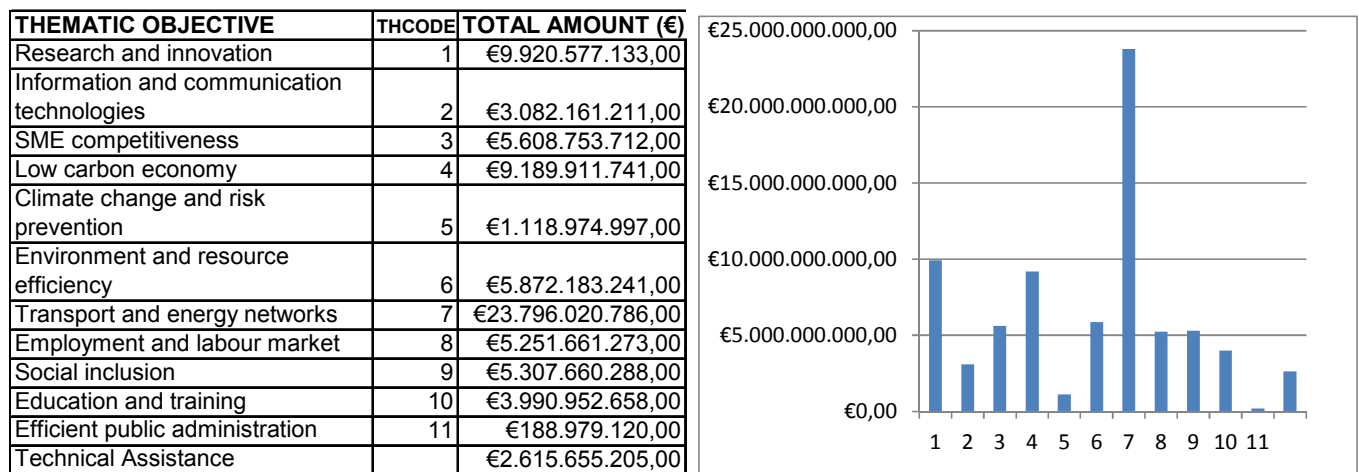 THEMATIC OBJECTIVE THCODE TOTAL AMOUNT (€)
Research and innovation 1 €9.920.577.133,00
Information and communication
technologies 2 €3.082.161.211,00
SME competitiveness 3 €5.608.753.712,00
Low carbon economy 4 €9.189.911.741,00
Climate change and risk
prevention 5 €1.118.974.997,00
Environment and resource
efficiency 6 €5.872.183.241,00
Transport and energy networks 7 €23.796.020.786,00
Employment and labour market 8 €5.251.661.273,00
Social inclusion 9 €5.307.660.288,00
Education and training 10 €3.990.952.658,00
Efficient public administration 11 €188.979.120,00
Technical Assistance €2.615.655.205,00
€25.000.000.000,00
€20.000.000.000,00
€15.000.000.000,00
€10.000.000.000,00
€5.000.000.000,00
€0,00
1 2 3 4 5 6 7 8 9 10 11